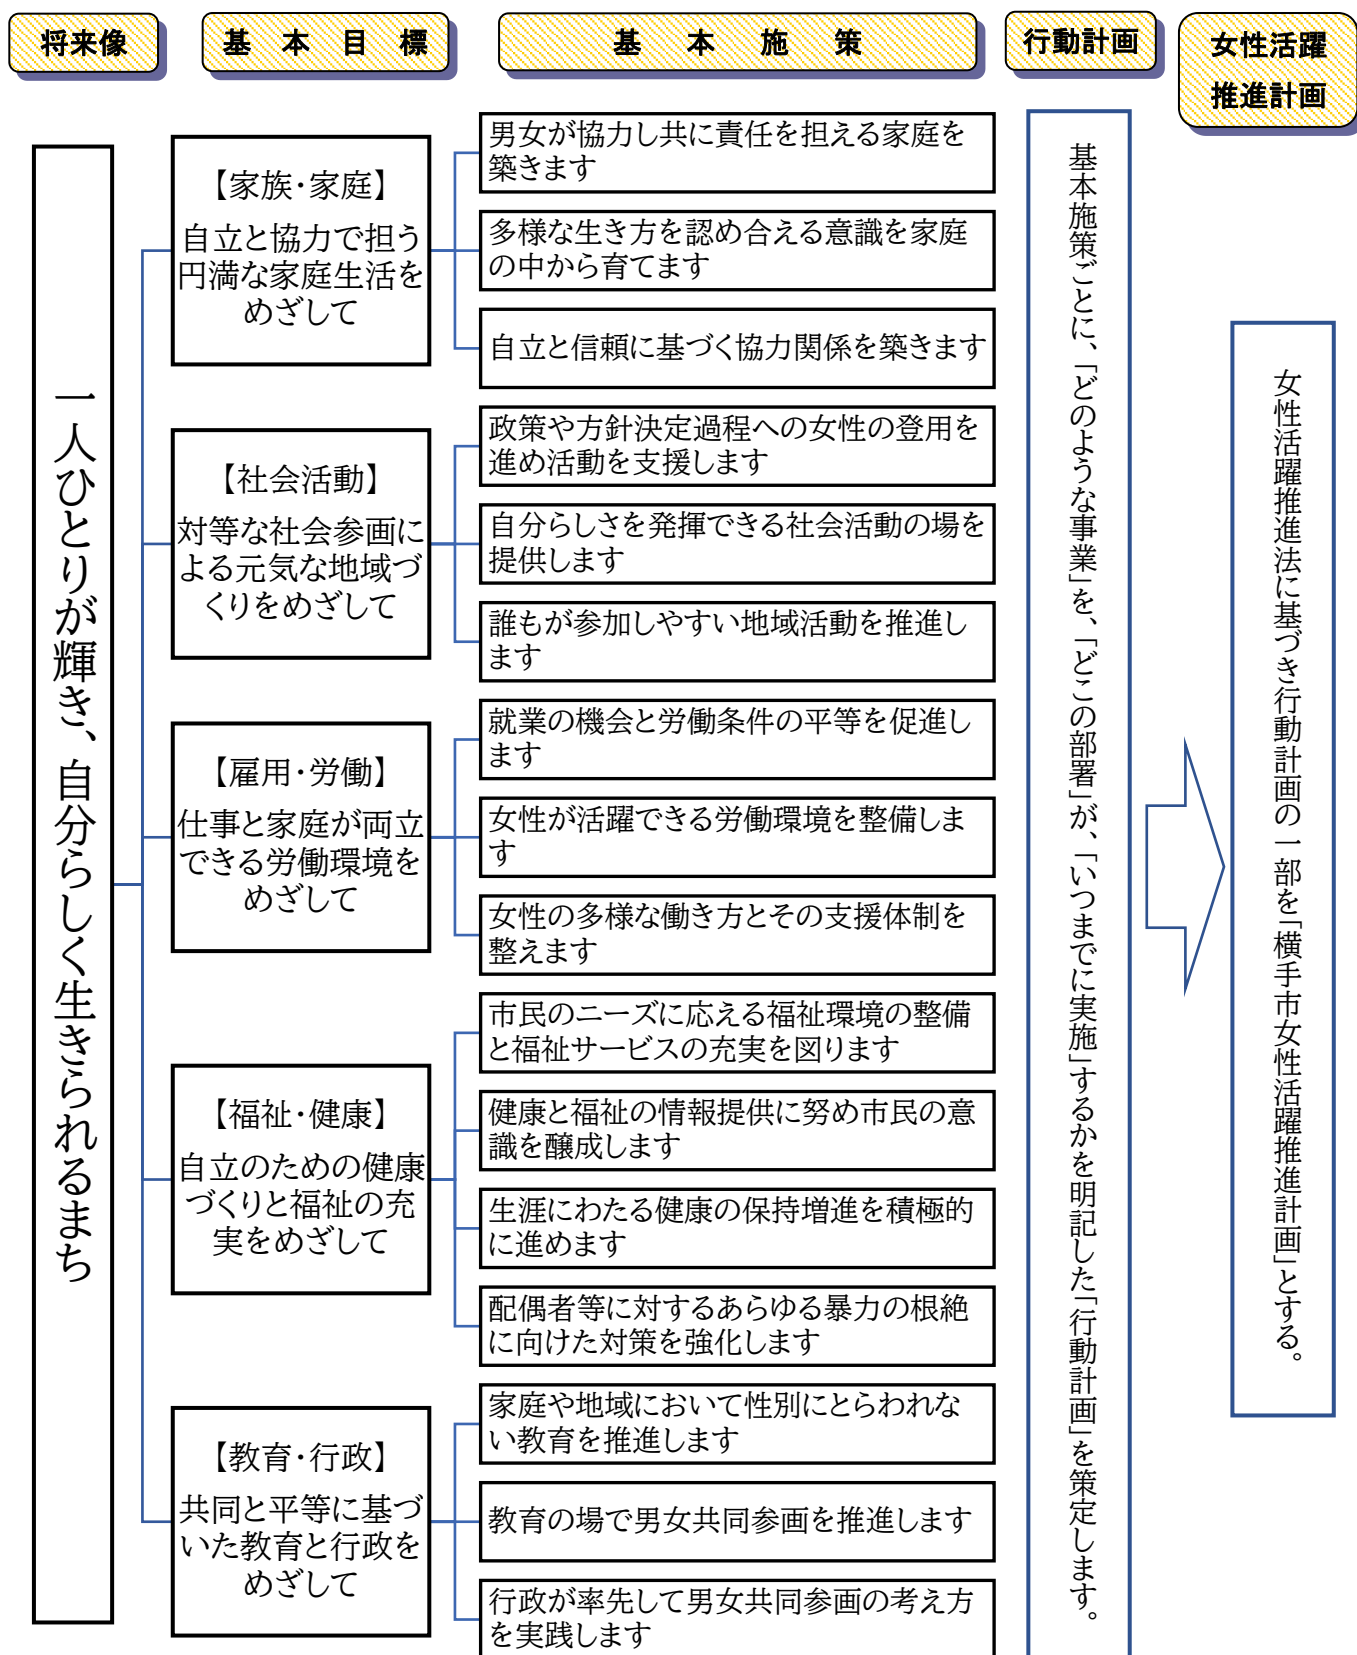 将来像
基本目標
基本施策
行動計画
女性活躍
推進計画
一人ひとりが輝き、自分らしく生きられるまち
【家族・家庭】
自立と協力で担う
円満な家庭生活を
めざして
男女が協力し共に責任を担える家庭を
築きます
多様な生き方を認め合える意識を家庭
の中から育てます
自立と信頼に基づく協力関係を築きます
【社会活動】
対等な社会参画に
よる元気な地域づ
くりをめざして
政策や方針決定過程への女性の登用を
進め活動を支援します
自分らしさを発揮できる社会活動の場を
提供します
誰もが参加しやすい地域活動を推進し
ます
【雇用・労働】
仕事と家庭が両立
できる労働環境を
めざして
就業の機会と労働条件の平等を促進し
ます
女性が活躍できる労働環境を整備しま
す
女性の多様な働き方とその支援体制を
整えます
【福祉・健康】
自立のための健康
づくりと福祉の充
実をめざして
市民のニーズに応える福祉環境の整備
と福祉サービスの充実を図ります
健康と福祉の情報提供に努め市民の意
識を醸成します
生涯にわたる健康の保持増進を積極的
に進めます
配偶者等に対するあらゆる暴力の根絶
に向けた対策を強化します
【教育・行政】
共同と平等に基づ
いた教育と行政を
めざして
家庭や地域において性別にとらわれな
い教育を推進します
教育の場で男女共同参画を推進します
行政が率先して男女共同参画の考え方
を実践します
基本施策ごとに、「どのような事業」を、「どこの部署」が、「いつまでに実施」するかを明記した「行動計画」を策定します。
女性活躍推進法に基づき行動計画の一部を「横手市女性活躍推進計画」とする。